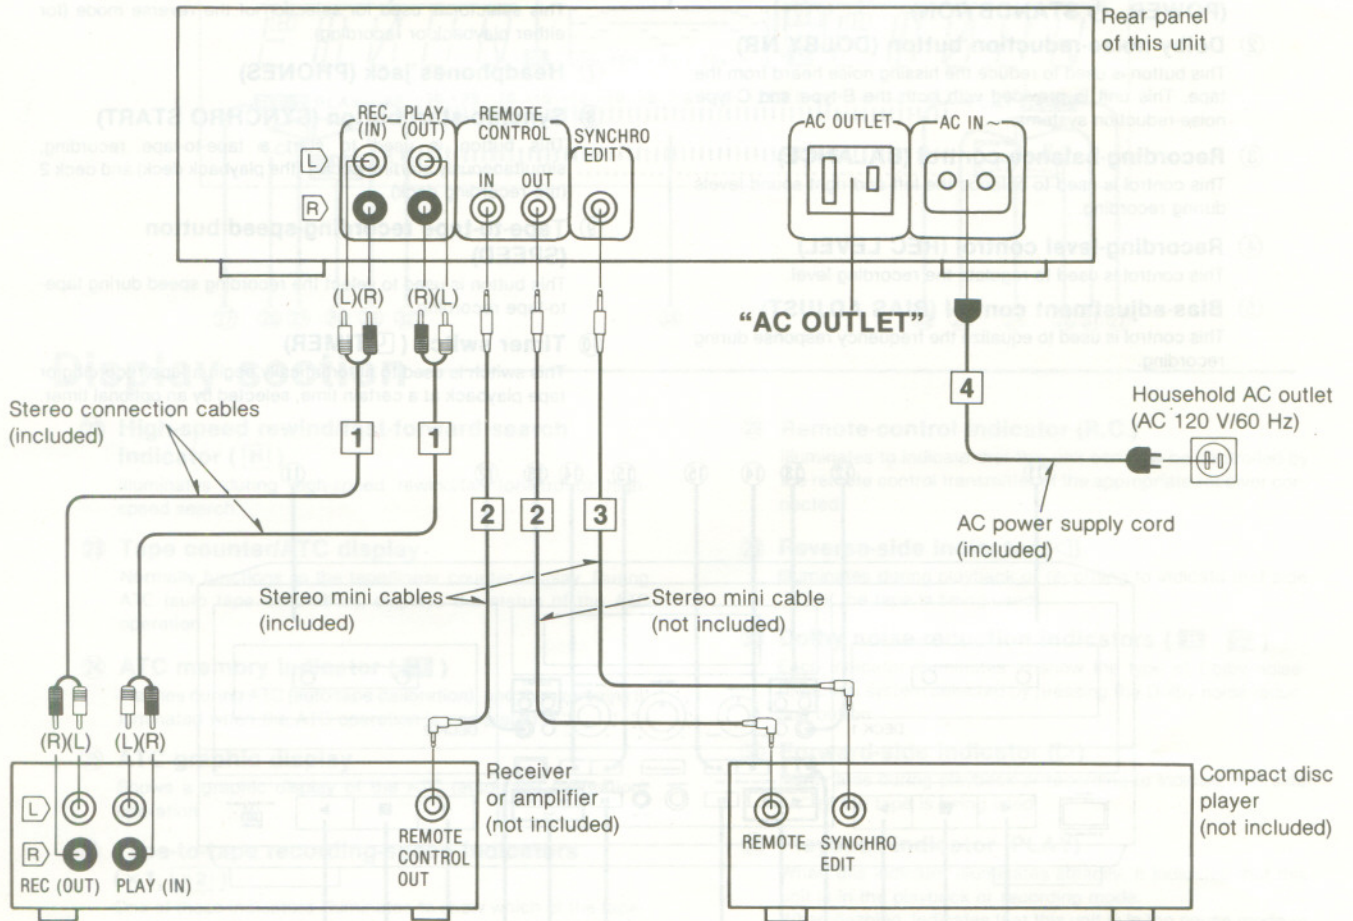 Rear panel
of this unit
REC
(IN)
PLAY
(OUT)
REMOTE
CONTROL
IN
OUT
SYNCHRO
EDIT
AC OUTLET
AC IN~
L
R
(L)(R)
(R)(L)
"AC OUTLET"
4
Household AC outlet
(AC 120 V/60 Hz)
Stereo connection cables
(included)
1
1
2
2
3
AC power supply cord
(included)
Stereo mini cables
(included)
Stereo mini cable
(not included)
(R)(L)
(L)(R)
L
R
REC (OUT)
PLAY (IN)
REMOTE
CONTROL
OUT
Receiver
or amplifier
(not included)
REMOTE
SYNCHRO
EDIT
Compact disc
player
(not included)